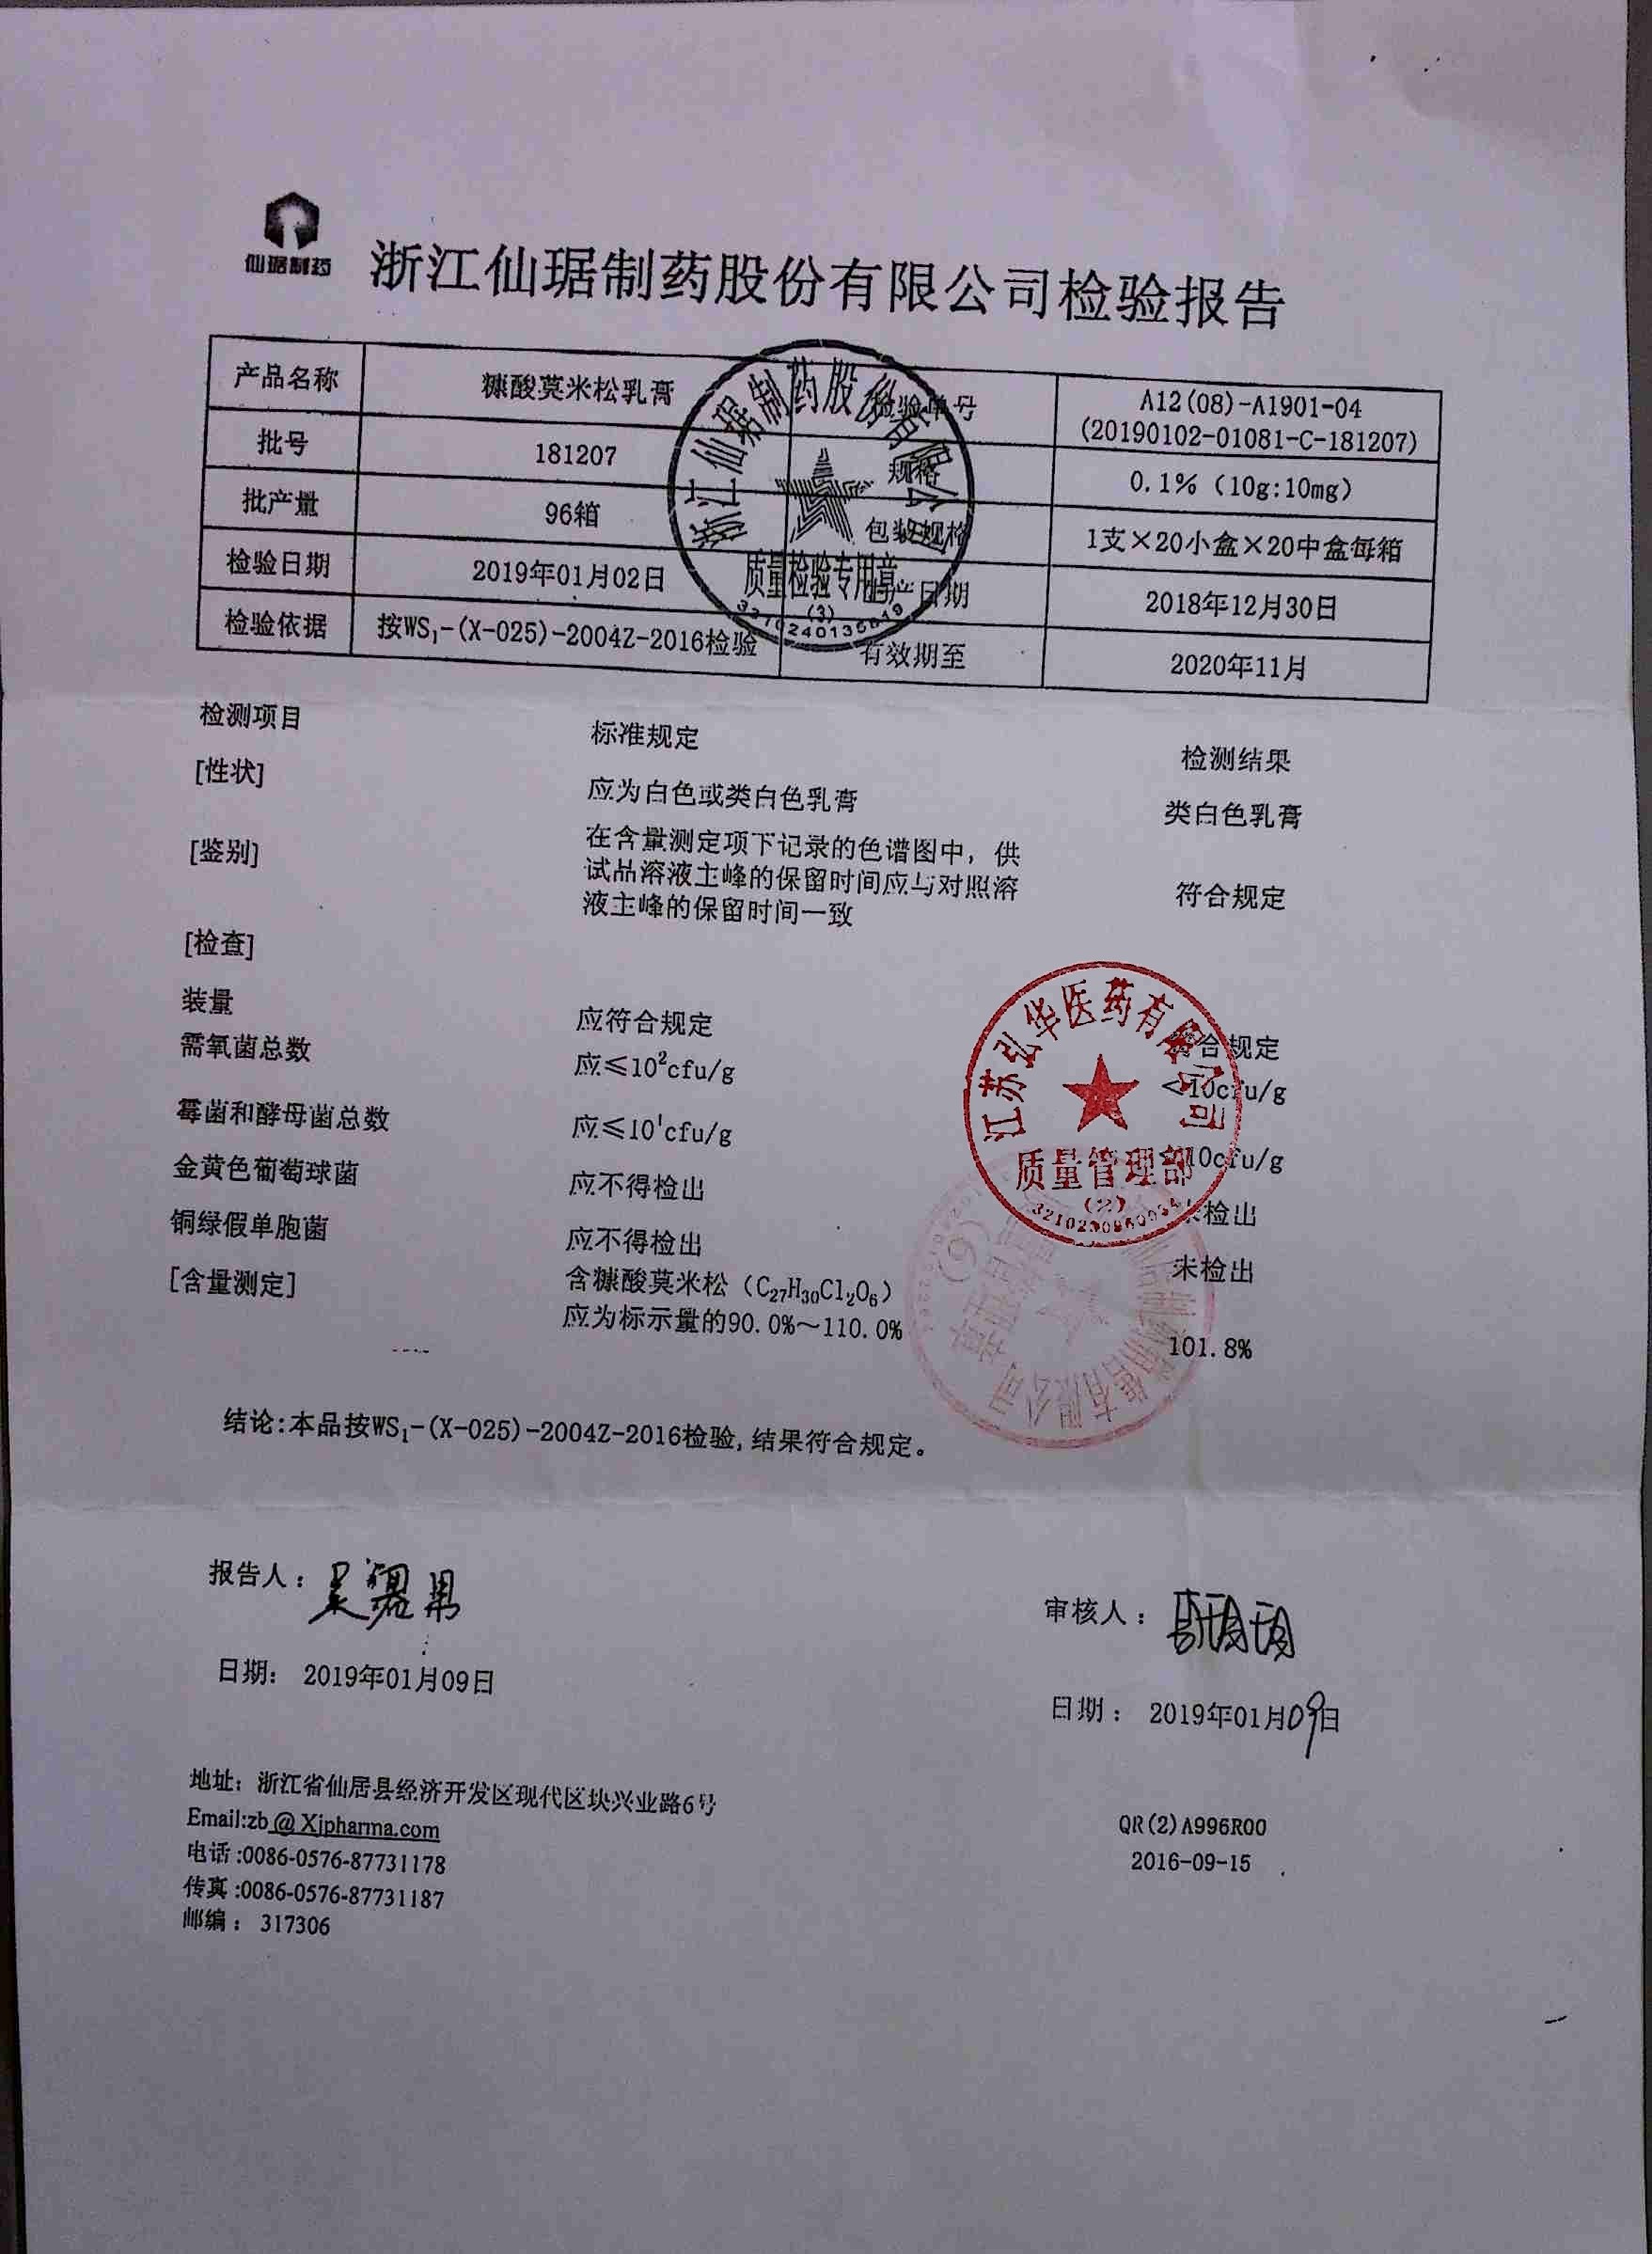 仙琚制药
浙江仙琚制药股份有限公司检验报告
产品名称 糠酸莫米松乳膏 检验单号 A12(08)-A1901-04
(20190102-01081-C-181207)
批号 181207 规格 0.1%（10g:10mg）
批产量 96箱 包装规格 1支×20小盒×20中盒每箱
检验日期 2019年01月02日 生产日期 2018年12月30日
检验依据 按WS₁-(X-025)-2004Z-2016检验 有效期至 2020年11月
浙江仙琚制药股份有限公司
质量检验专用章
(3)
检测项目 标准规定 检测结果
[性状] 应为白色或类白色乳膏 类白色乳膏
[鉴别] 在含量测定项下记录的色谱图中，供
试品溶液主峰的保留时间应与对照溶 符合规定
液主峰的保留时间一致
[检查]
装量 应符合规定 符合规定
需氧菌总数 应≤10²cfu/g <10cfu/g
霉菌和酵母菌总数 应≤10¹cfu/g <10cfu/g
金黄色葡萄球菌 应不得检出 未检出
铜绿假单胞菌 应不得检出 未检出
[含量测定] 含糠酸莫米松（C₂₇H₃₀Cl₂O₆）
应为标示量的90.0%～110.0% 101.8%
江苏弘华医药有限公司
质量管理部
(2)
结论:本品按WS₁-(X-025)-2004Z-2016检验,结果符合规定。
报告人： 审核人：
日期： 2019年01月09日 日期： 2019年01月09日
地址：浙江省仙居县经济开发区现代区块兴业路6号
Email:zb@Xjpharma.com
电话:0086-0576-87731178
传真:0086-0576-87731187
邮编： 317306
QR(2)A996R00
2016-09-15